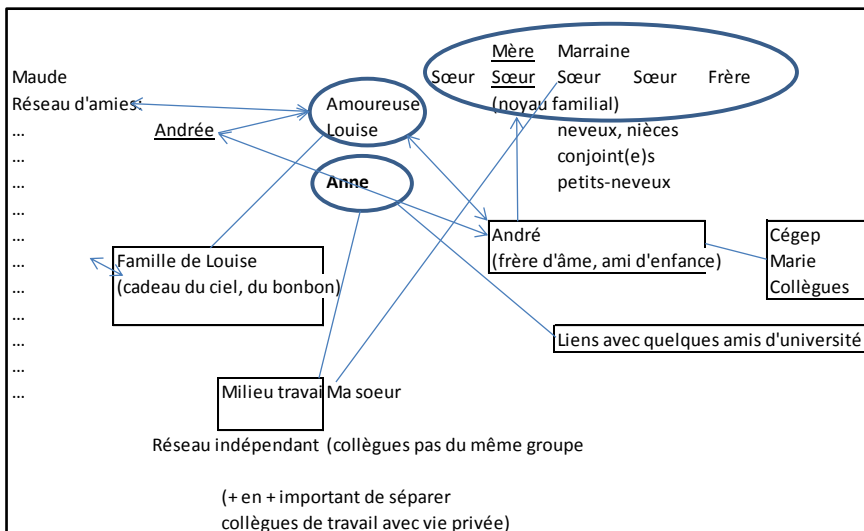 Mère Marraine
Maude Sœur Sœur Sœur Sœur Frère
Réseau d'amies: Amoureuse (noyau familial)
... Andrée Louise neveux, nièces
... conjoint(e)s
... Anne petits-neveux
...
... André Cégep
... Famille de Louise (frère d'âme, ami d'enfance) Marie
... (cadeau du ciel, du bonbon) Collègues
...
... Liens avec quelques amis d'université
...
... Milieu travai Ma soeur
Réseau indépendant (collègues pas du même groupe
(+ en + important de séparer
collègues de travail avec vie privée)